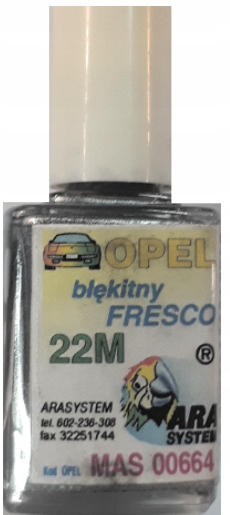 OPEL
błękitny
FRESCO
22M ®
ARASYSTEM
tel. 602-236-308
fax 32251744
ARA
SYSTEM
Kod OPEL MAS 00664